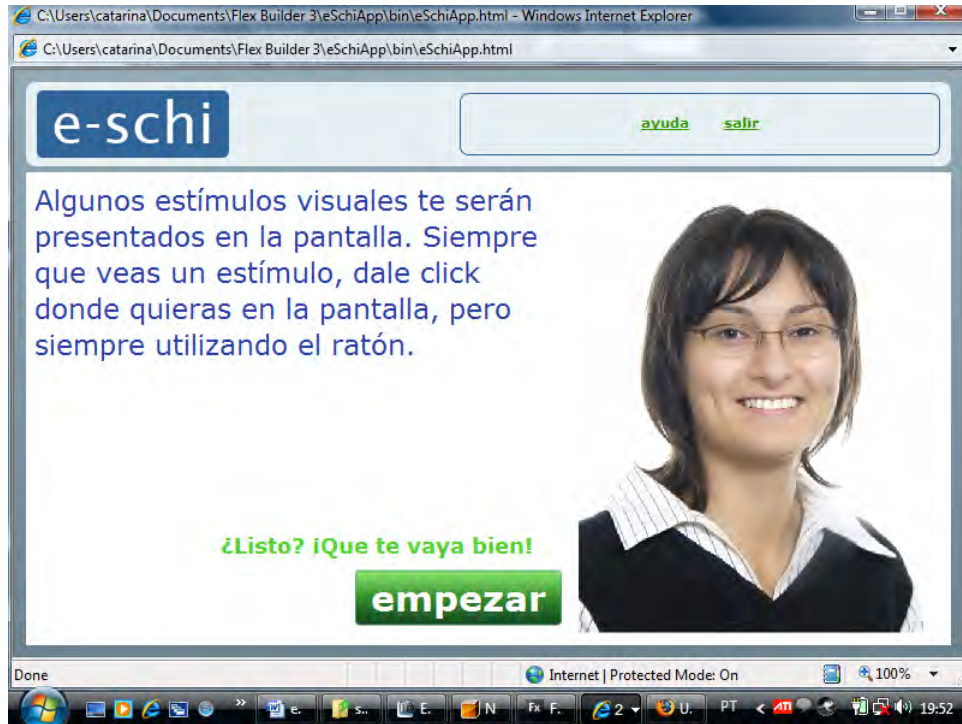 C:\Users\catarina\Documents\Flex Builder 3\eSchiApp\bin\eSchiApp.html - Windows Internet Explorer
C:\Users\catarina\Documents\Flex Builder 3\eSchiApp\bin\eSchiApp.html
e-schi
ayuda salir
Algunos estímulos visuales te serán
presentados en la pantalla. Siempre
que veas un estímulo, dale click
donde quieras en la pantalla, pero
siempre utilizando el ratón.
¿Listo? ¡Que te vaya bien!
empezar
Done Internet | Protected Mode: On 100%
e. s.. E. N Fx F. 2 U. PT ATI 19:52